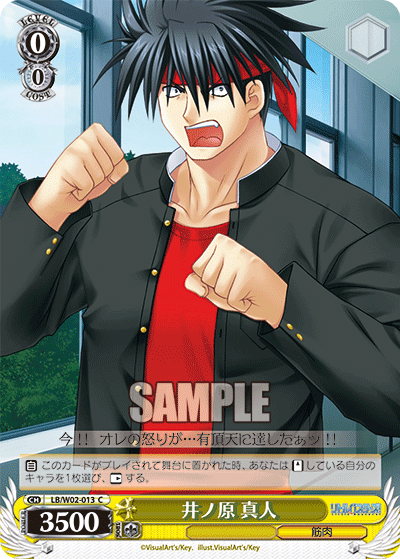 LEVEL
0
0
COST
SAMPLE
今!! オレの怒りが…有頂天に達したぁッ!!
このカードがプレイされて舞台に置かれた時、あなたは している自分の
キャラを1枚選び、 する。
CH LB/W02-013 C
3500
井ノ原 真人
筋肉
©VisualArt's/Key. illust.VisualArt's/Key